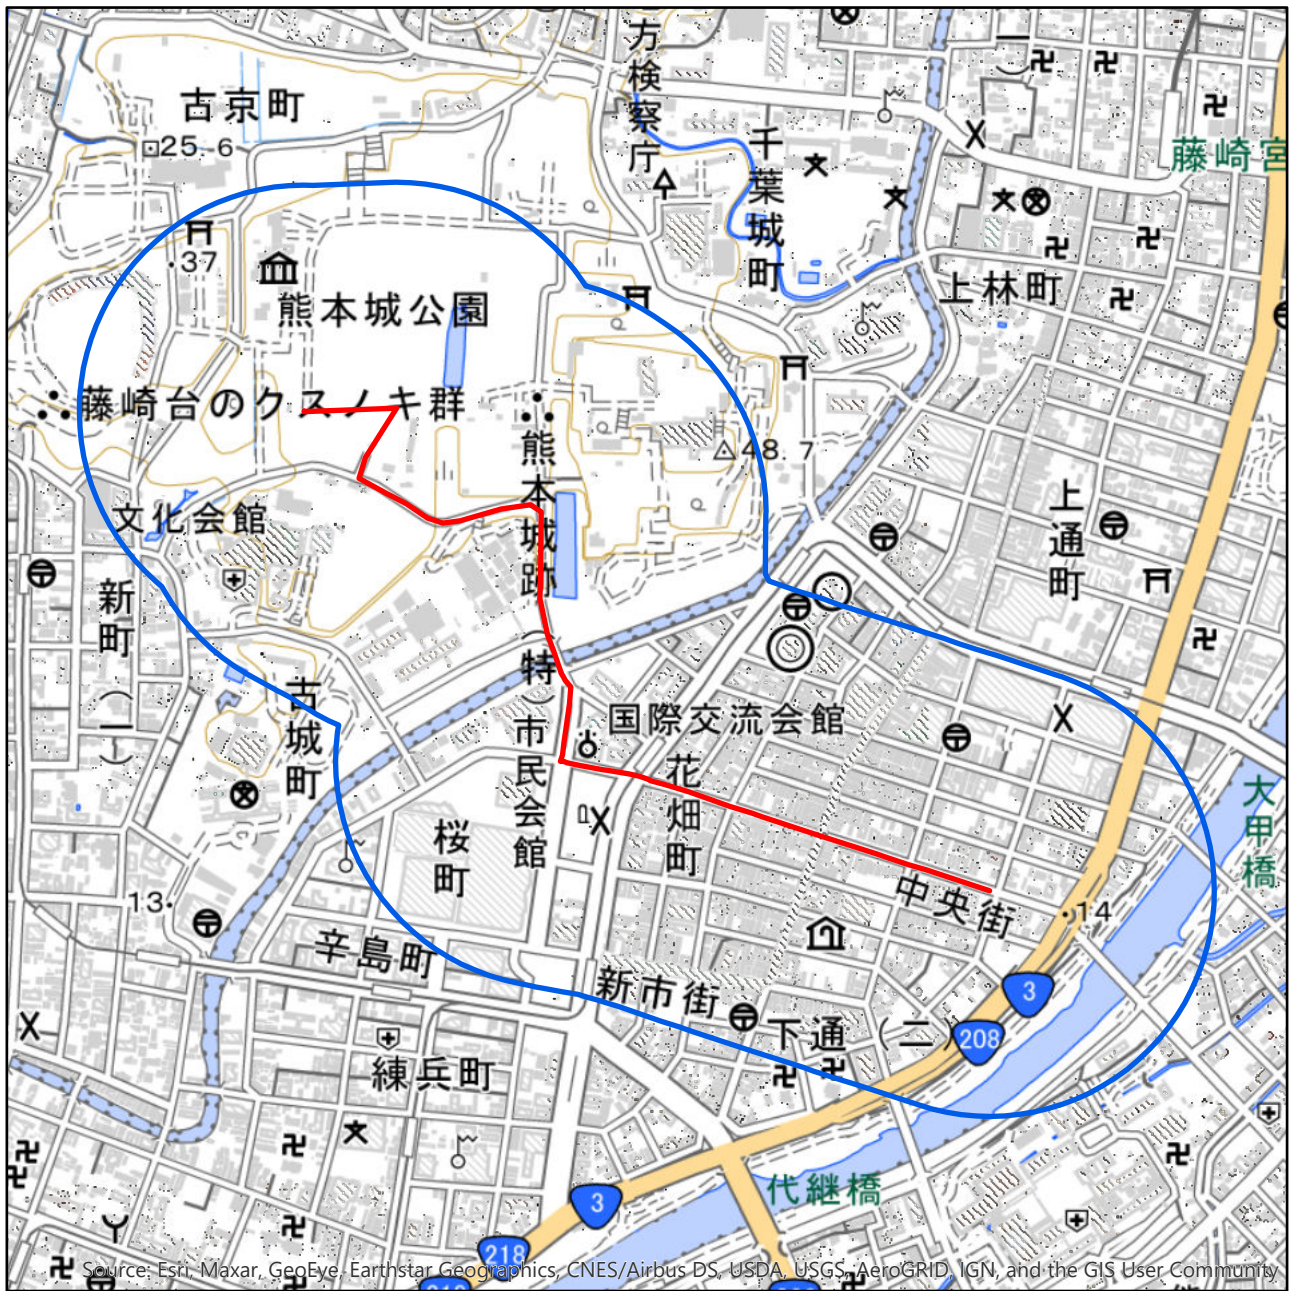 古京町
25.6
方検察庁
千葉城町
藤崎宮
37
熊本城公園
上林町
藤崎台のクスノキ群
熊本城跡(特)
48.7
文化会館
上通町
新町(一)
古城町
国際交流会館
市民会館
花畑町
桜町
大甲橋
中央街
13
14
辛島町
新市街
3
下通(二)
208
練兵町
代継橋
3
218
Source: Esri, Maxar, GeoEye, Earthstar Geographics, CNES/Airbus DS, USDA, USGS, AeroGRID, IGN, and the GIS User Community